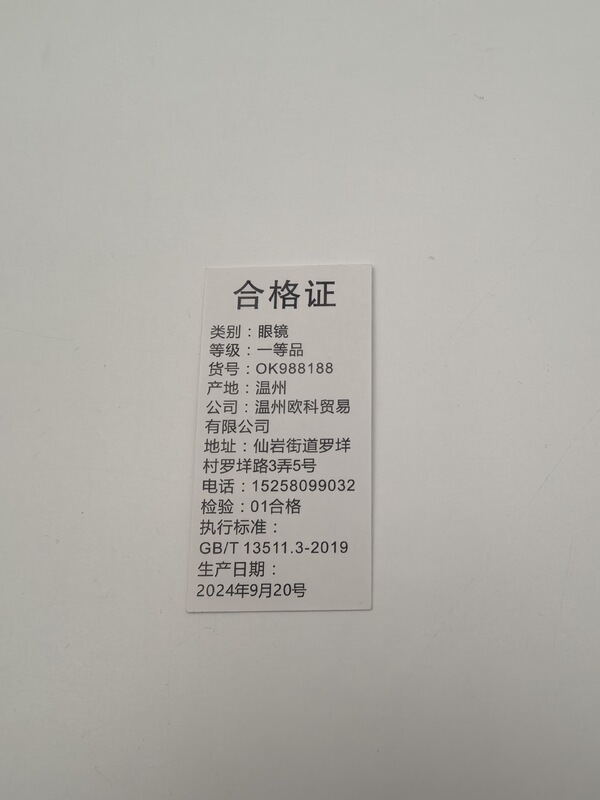 合格证
类别：眼镜
等级：一等品
货号：OK988188
产地：温州
公司：温州欧科贸易
有限公司
地址：仙岩街道罗垟
村罗垟路3弄5号
电话：15258099032
检验：01合格
执行标准：
GB/T 13511.3-2019
生产日期：
2024年9月20号